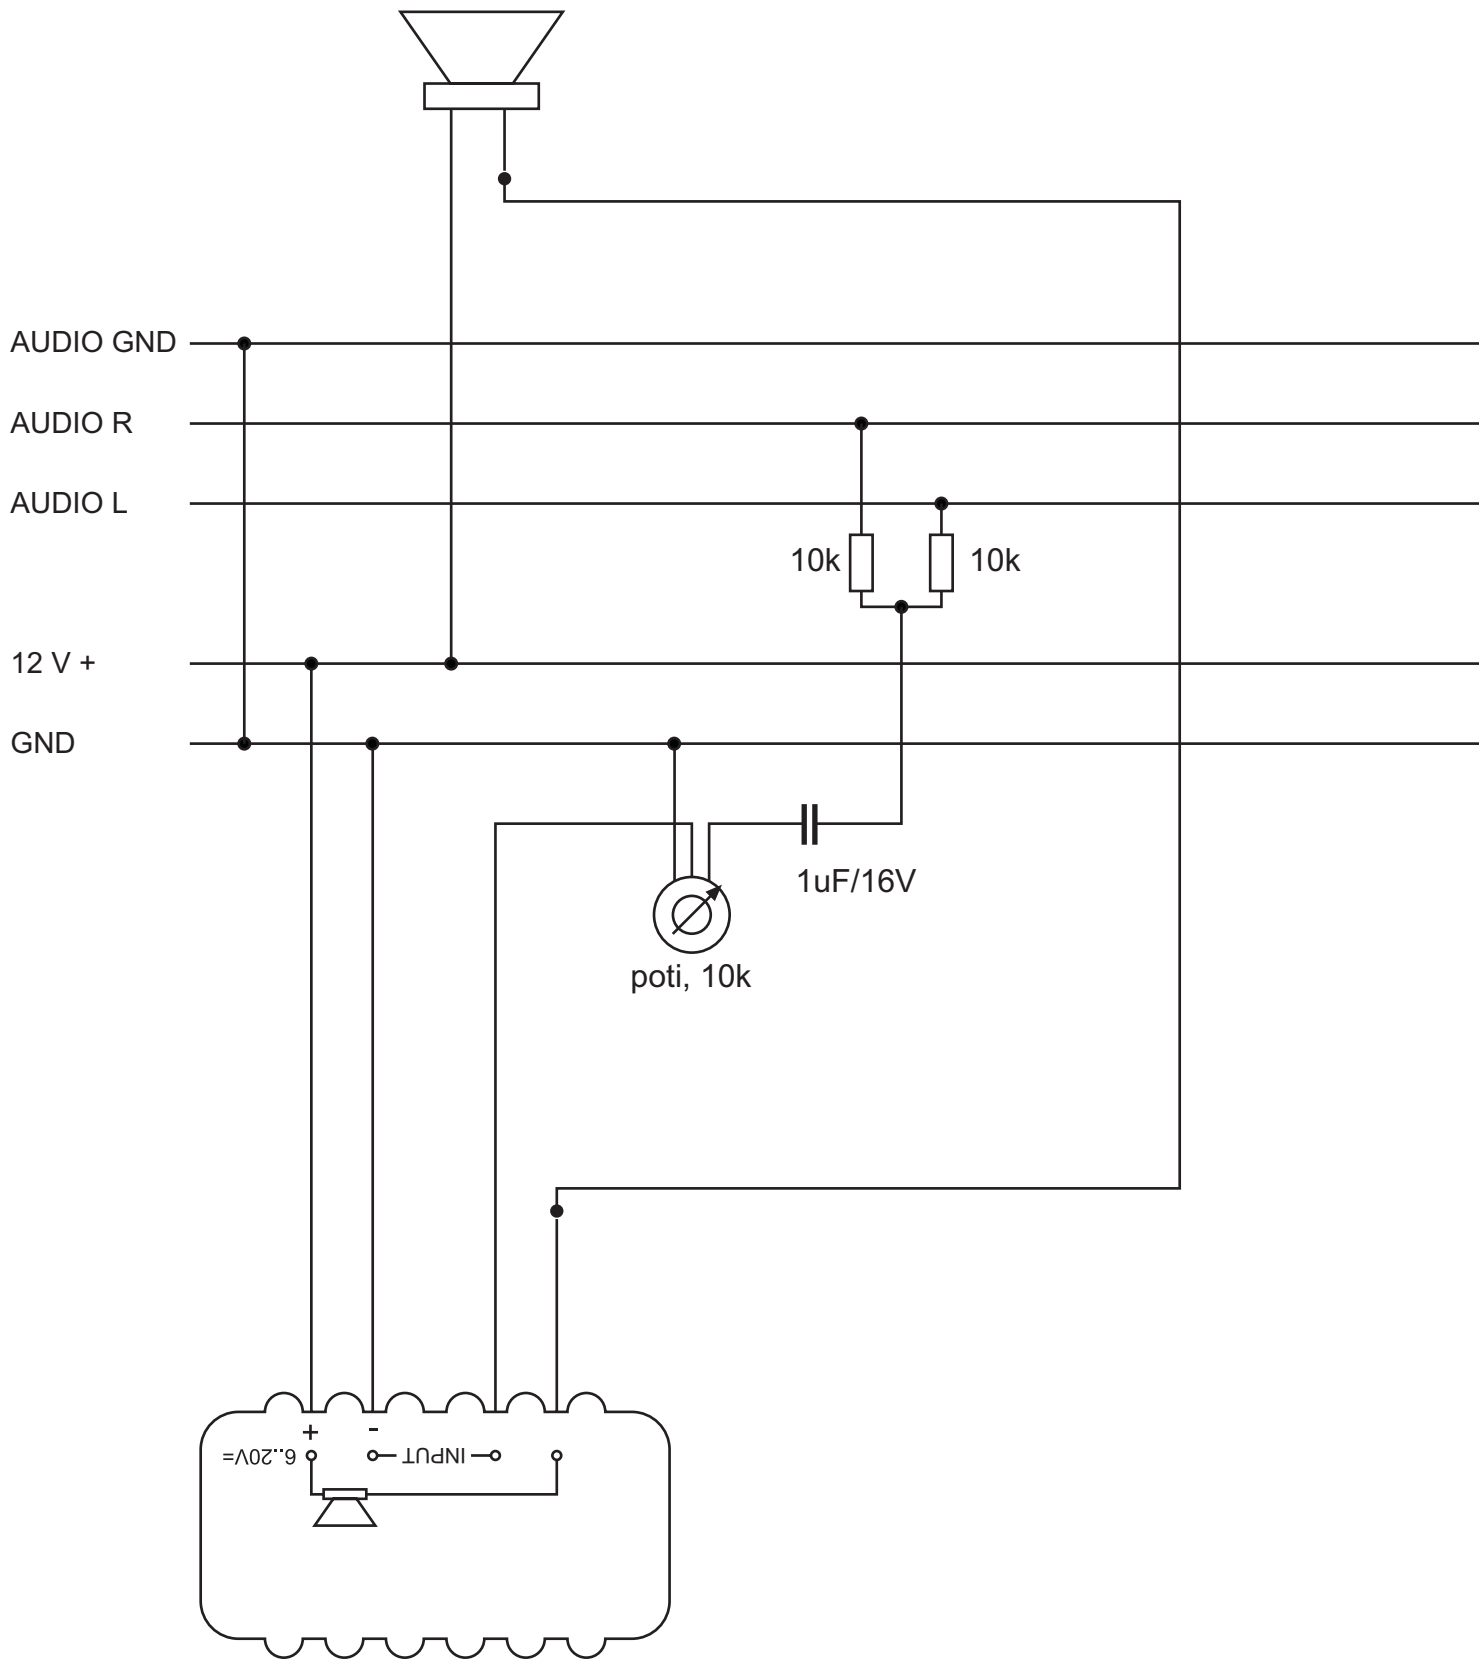 AUDIO GND
AUDIO R
AUDIO L
10k 10k
12 V +
GND
1uF/16V
poti, 10k
+ -
6..20V=
INPUT